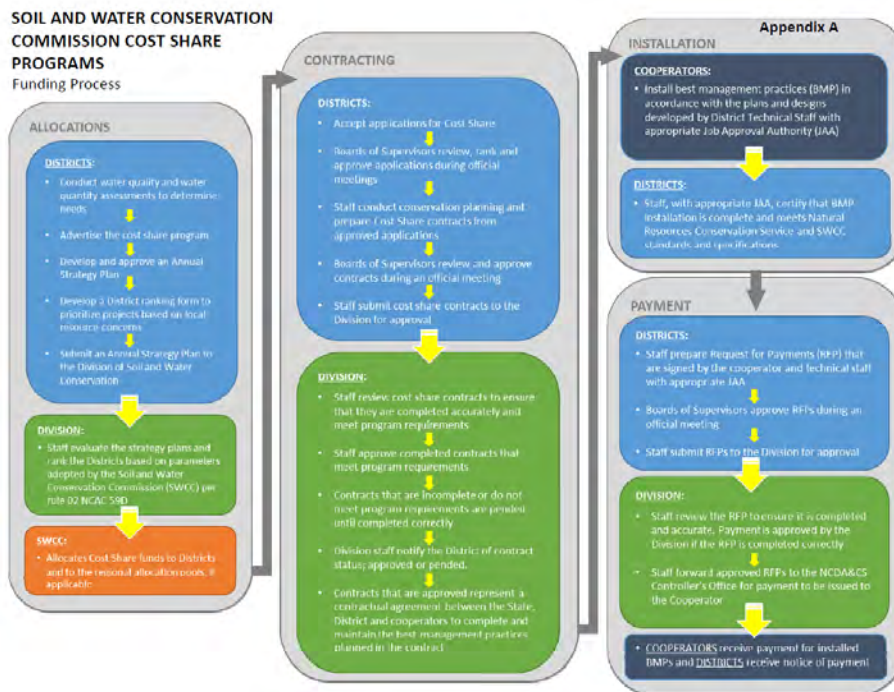 SOIL AND WATER CONSERVATION
COMMISSION COST SHARE
PROGRAMS
Funding Process
ALLOCATIONS
DISTRICTS:
• Conduct water quality and water
quantity assessments to determine
needs
• Advertise the cost share program
• Develop and approve an Annual
Strategy Plan
• Develop a District ranking form to
prioritize projects based on local
resource concerns
• Submit an Annual Strategy Plan to
the Division of Soil and Water
Conservation
DIVISION:
• Staff evaluate the strategy plans and
rank the Districts based on parameters
adopted by the Soil and Water
Conservation Commission (SWCC) per
rule 02 NCAC 59D
SWCC:
• Allocates Cost Share funds to Districts
and to the regional allocation pools, if
applicable
CONTRACTING
DISTRICTS:
• Accept applications for Cost Share
• Boards of Supervisors review, rank and
approve applications during official
meetings
• Staff conduct conservation planning and
prepare Cost Share contracts from
approved applications
• Boards of Supervisors review and approve
contracts during an official meeting
• Staff submit cost share contracts to the
Division for approval
DIVISION:
• Staff review cost share contracts to ensure
that they are completed accurately and
meet program requirements
• Staff approve completed contracts that
meet program requirements
• Contracts that are incomplete or do not
meet program requirements are pended
until completed correctly
• Division staff notify the District of contract
status; approved or pended.
• Contracts that are approved represent a
contractual agreement between the State,
District and cooperators to complete and
maintain the best management practices
planned in the contract
Appendix A
INSTALLATION
COOPERATORS:
• Install best management practices (BMP) in
accordance with the plans and designs
developed by District Technical Staff with
appropriate Job Approval Authority (JAA)
DISTRICTS:
• Staff, with appropriate JAA, certify that BMP
Installation is complete and meets Natural
Resources Conservation Service and SWCC
standards and specifications
PAYMENT
DISTRICTS:
• Staff prepare Request for Payments (RFP) that
are signed by the cooperator and technical staff
with appropriate JAA
• Boards of Supervisors approve RFPs during an
official meeting
• Staff submit RFPs to the Division for approval
DIVISION:
• Staff review the RFP to ensure it is completed
and accurate. Payment is approved by the
Division if the RFP is completed correctly
• Staff forward approved RFPs to the NCDA&CS
Controller's Office for payment to be issued to
the Cooperator
• COOPERATORS receive payment for installed
BMPs and DISTRICTS receive notice of payment